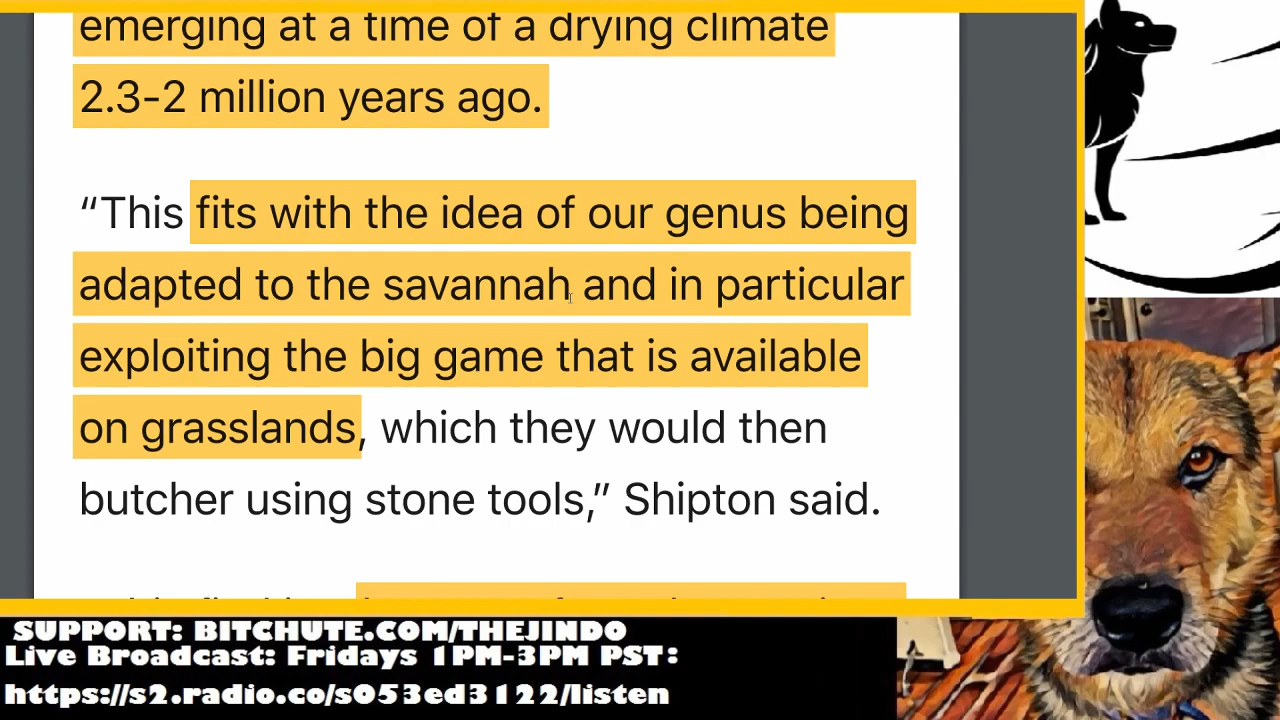 emerging at a time of a drying climate
2.3-2 million years ago.
“This fits with the idea of our genus being
adapted to the savannah and in particular
exploiting the big game that is available
on grasslands, which they would then
butcher using stone tools,” Shipton said.
SUPPORT: BITCHUTE.COM/THEJINDO
Live Broadcast: Fridays 1PM-3PM PST:
https://s2.radio.co/s053ed3122/listen